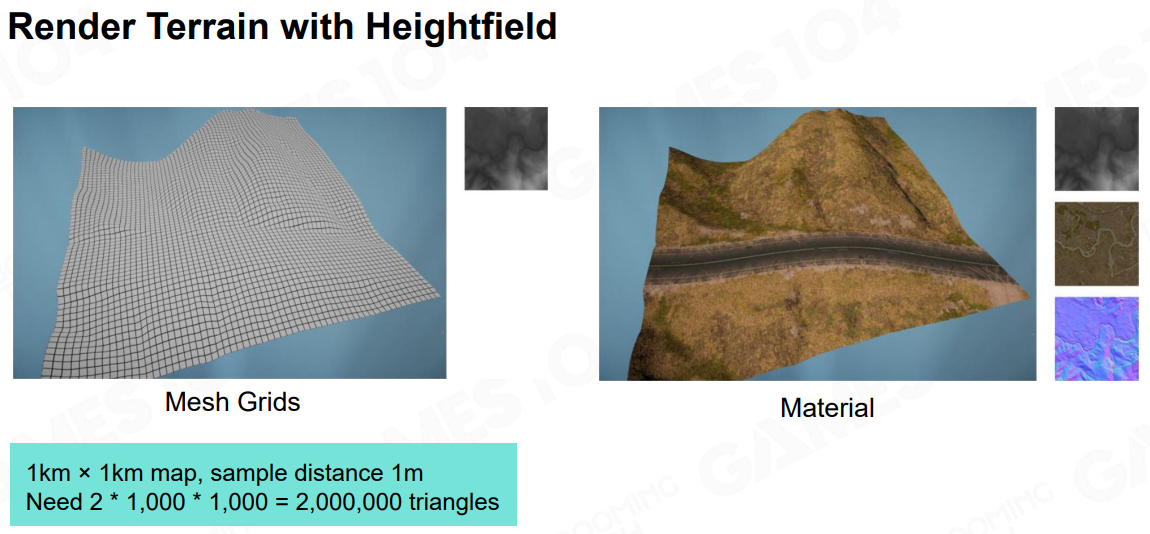 Render Terrain with Heightfield
Mesh Grids
Material
1km × 1km map, sample distance 1m
Need 2 * 1,000 * 1,000 = 2,000,000 triangles